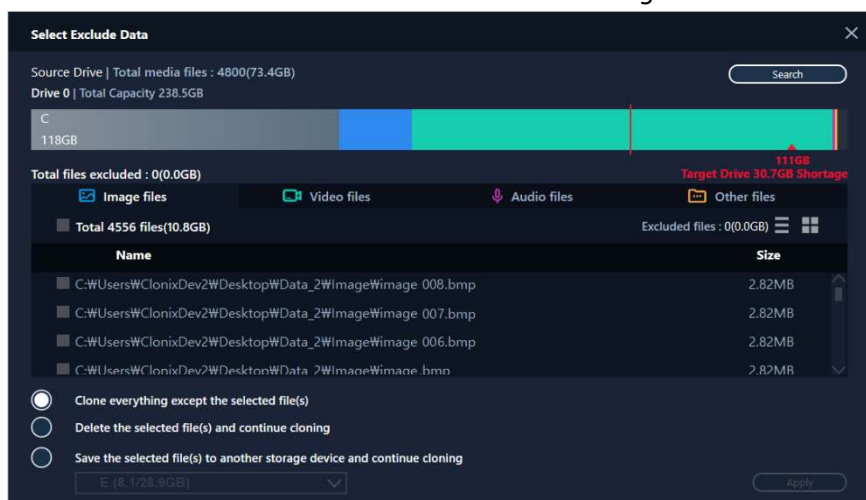 Select Exclude Data
Source Drive | Total media files : 4800(73.4GB)
Search
Drive 0 | Total Capacity 238.5GB
C
118GB
111GB
Total files excluded : 0(0.0GB)
Target Drive 30.7GB Shortage
Image files Video files Audio files Other files
Total 4556 files(10.8GB) Excluded files : 0(0.0GB)
Name Size
C:₩Users₩ClonixDev2₩Desktop₩Data_2₩Image₩image 008.bmp 2.82MB
C:₩Users₩ClonixDev2₩Desktop₩Data_2₩Image₩image 007.bmp 2.82MB
C:₩Users₩ClonixDev2₩Desktop₩Data_2₩Image₩image 006.bmp 2.82MB
C:₩Users₩ClonixDev2₩Desktop₩Data_2₩Image₩image.bmp 2.82MB
Clone everything except the selected file(s)
Delete the selected file(s) and continue cloning
Save the selected file(s) to another storage device and continue cloning
E (8.1/28.9GB)
Apply